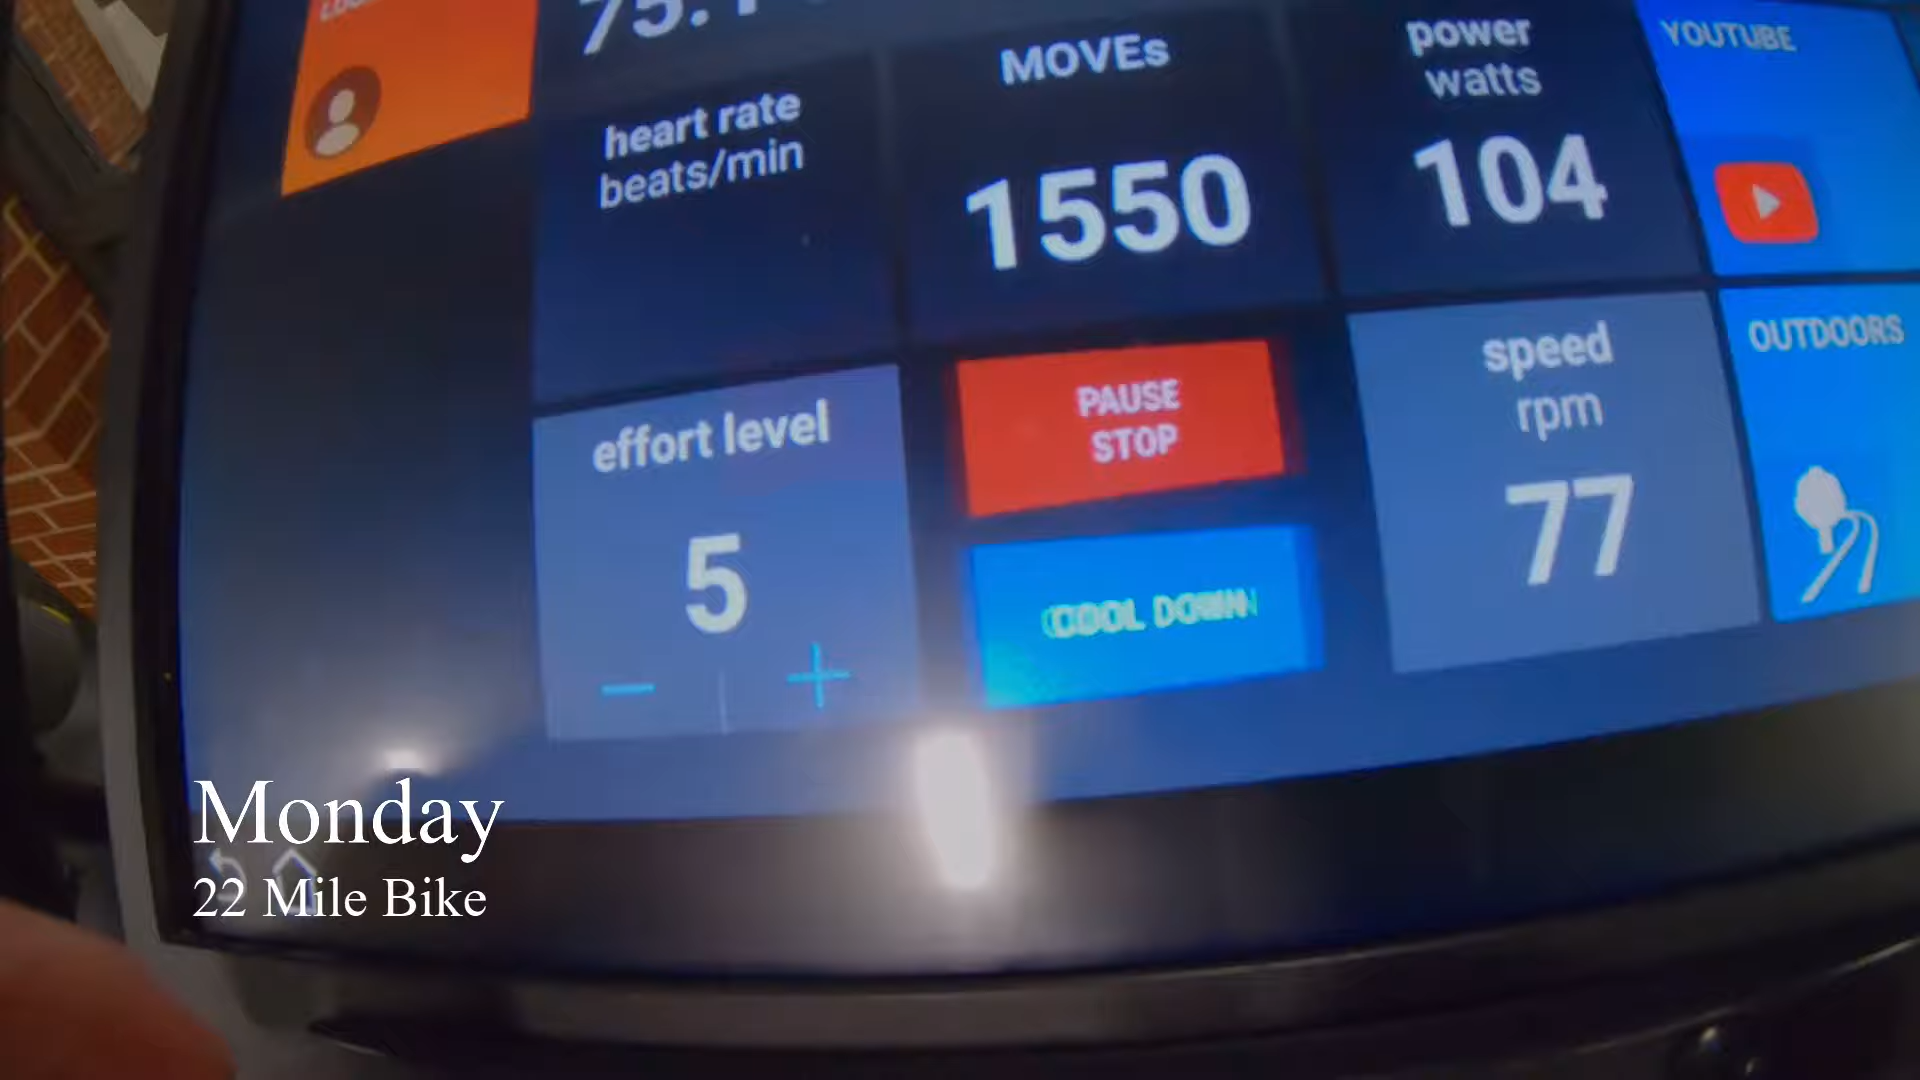 MOVEs
power
watts
YOUTUBE
heart rate
beats/min
1550
104
effort level
PAUSE
STOP
speed
rpm
OUTDOORS
5
COOL DOWN
77
Monday
22 Mile Bike